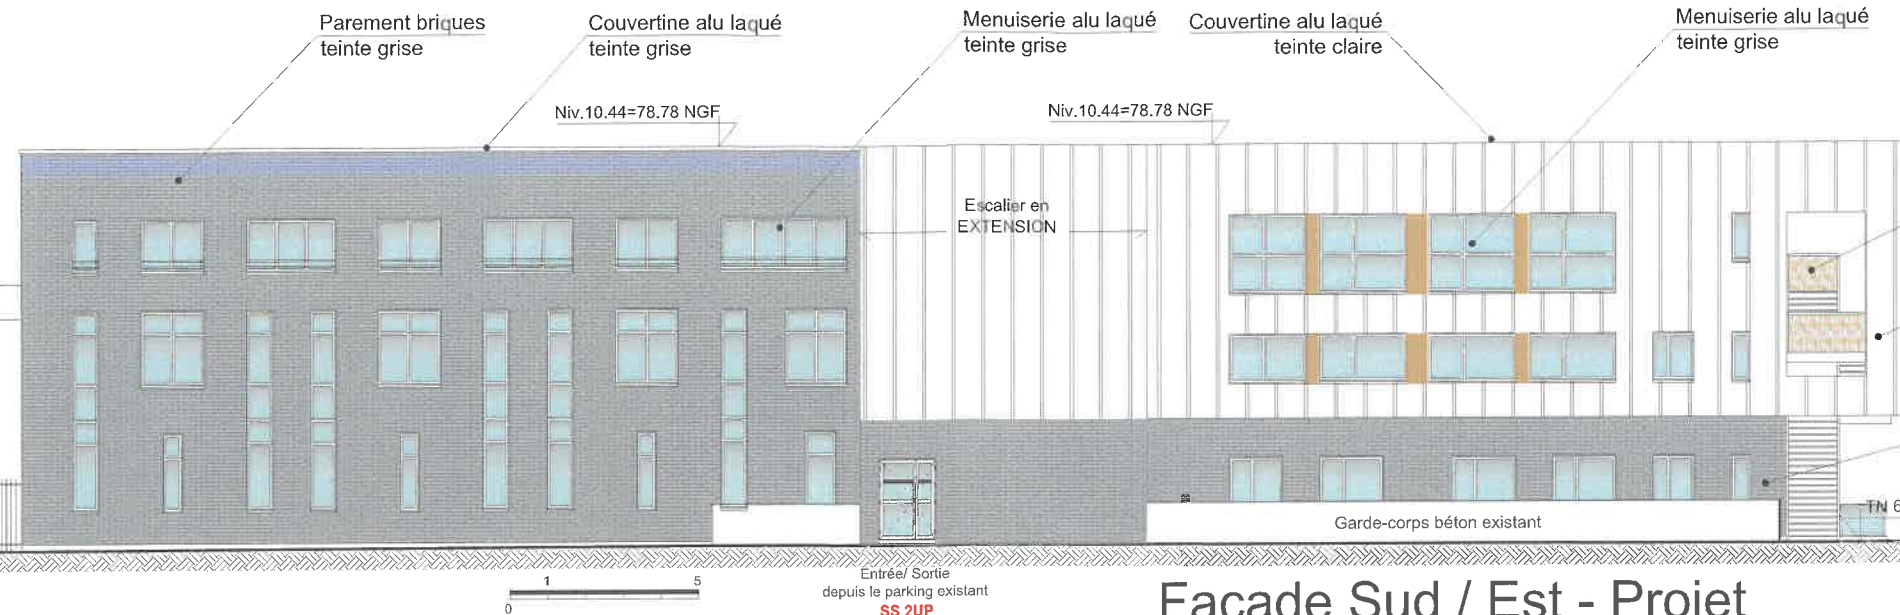 Parement briques
teinte grise
Couvertine alu laqué
teinte grise
Menuiserie alu laqué
teinte grise
Couvertine alu laqué
teinte claire
Menuiserie alu laqué
teinte grise
Niv.10.44=78.78 NGF
Niv.10.44=78.78 NGF
Escalier en
EXTENSION
Garde-corps béton existant
TN 6
1
5
0
Entrée/ Sortie
depuis le parking existant
SS 2UP
Façade Sud / Est - Projet